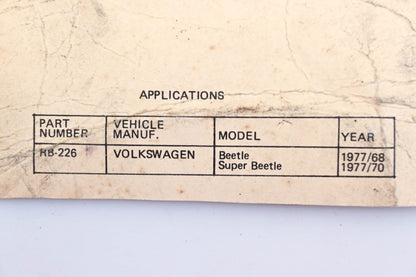 APPLICATIONS
PART NUMBER VEHICLE MANUF. MODEL YEAR
RB-226 VOLKSWAGEN Beetle 1977/68
Super Beetle 1977/70